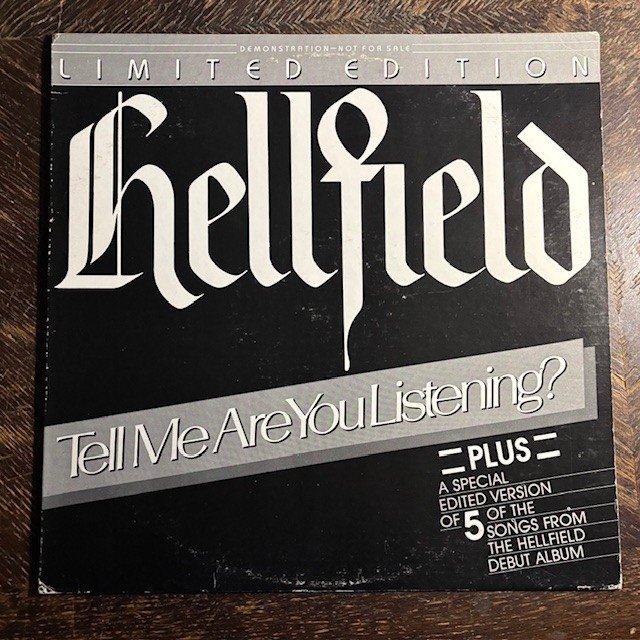 DEMONSTRATION—NOT FOR SALE
LIMITED EDITION
hellfield
Tell Me Are You Listening?
PLUS
A SPECIAL
EDITED VERSION
OF 5 OF THE
SONGS FROM
THE HELLFIELD
DEBUT ALBUM